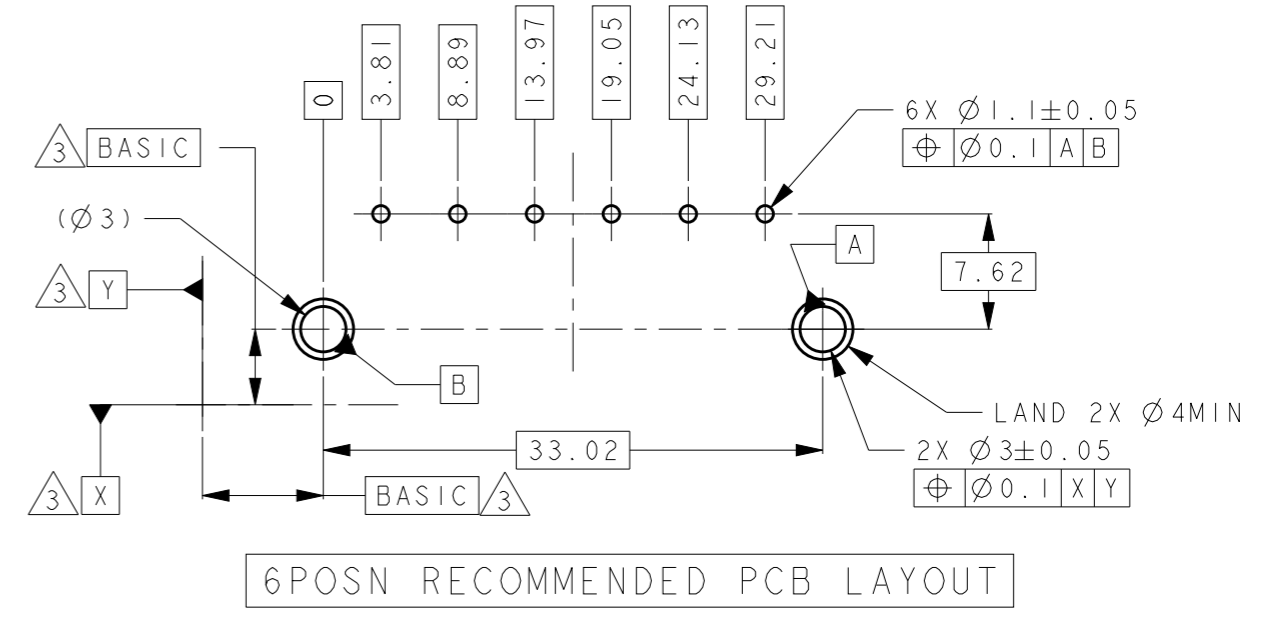 0
3.81
8.89
13.97
19.05
24.13
29.21
6X Ø1.1±0.05
⌖ Ø0.1 A B
3 BASIC
(Ø3)
A
7.62
3 Y
B
LAND 2X Ø4MIN
33.02
2X Ø3±0.05
⌖ Ø0.1 X Y
3 X
BASIC 3
6POSN RECOMMENDED PCB LAYOUT